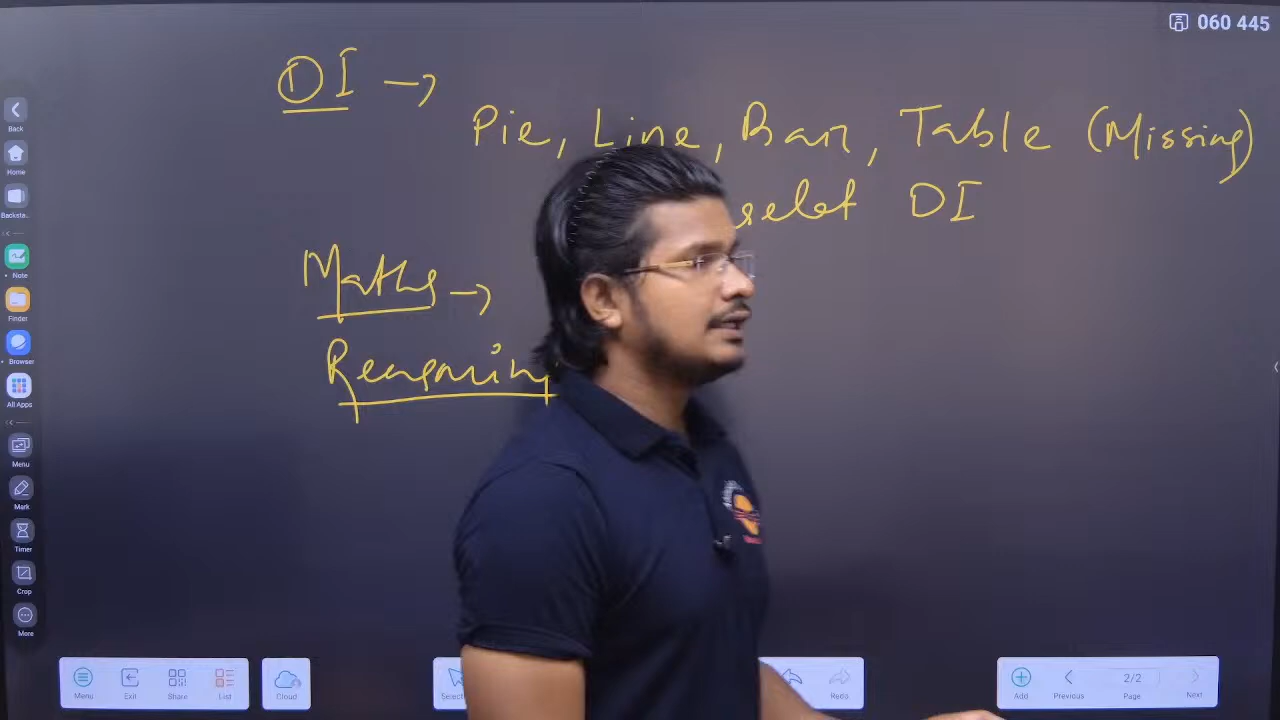 060 445
DI →
Pie, Line, Bar, Table (Missing)
DI
Maths →
Reasoning
Back
Home
Note
Finder
Browser
All Apps
Menu
Mark
Timer
Crop
More
Menu Exit Share List Cloud Select Redo Add Previous 2/2 Page Next